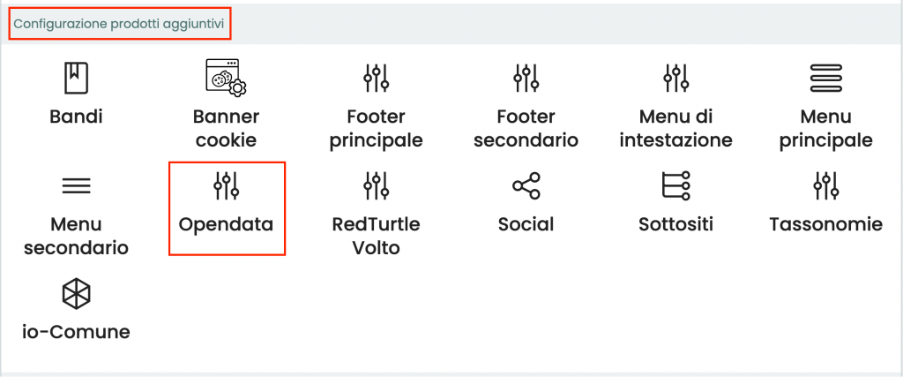 Configurazione prodotti aggiuntivi
Bandi
Banner
cookie
Footer
principale
Footer
secondario
Menu di
intestazione
Menu
principale
Menu
secondario
Opendata
RedTurtle
Volto
Social
Sottositi
Tassonomie
io-Comune